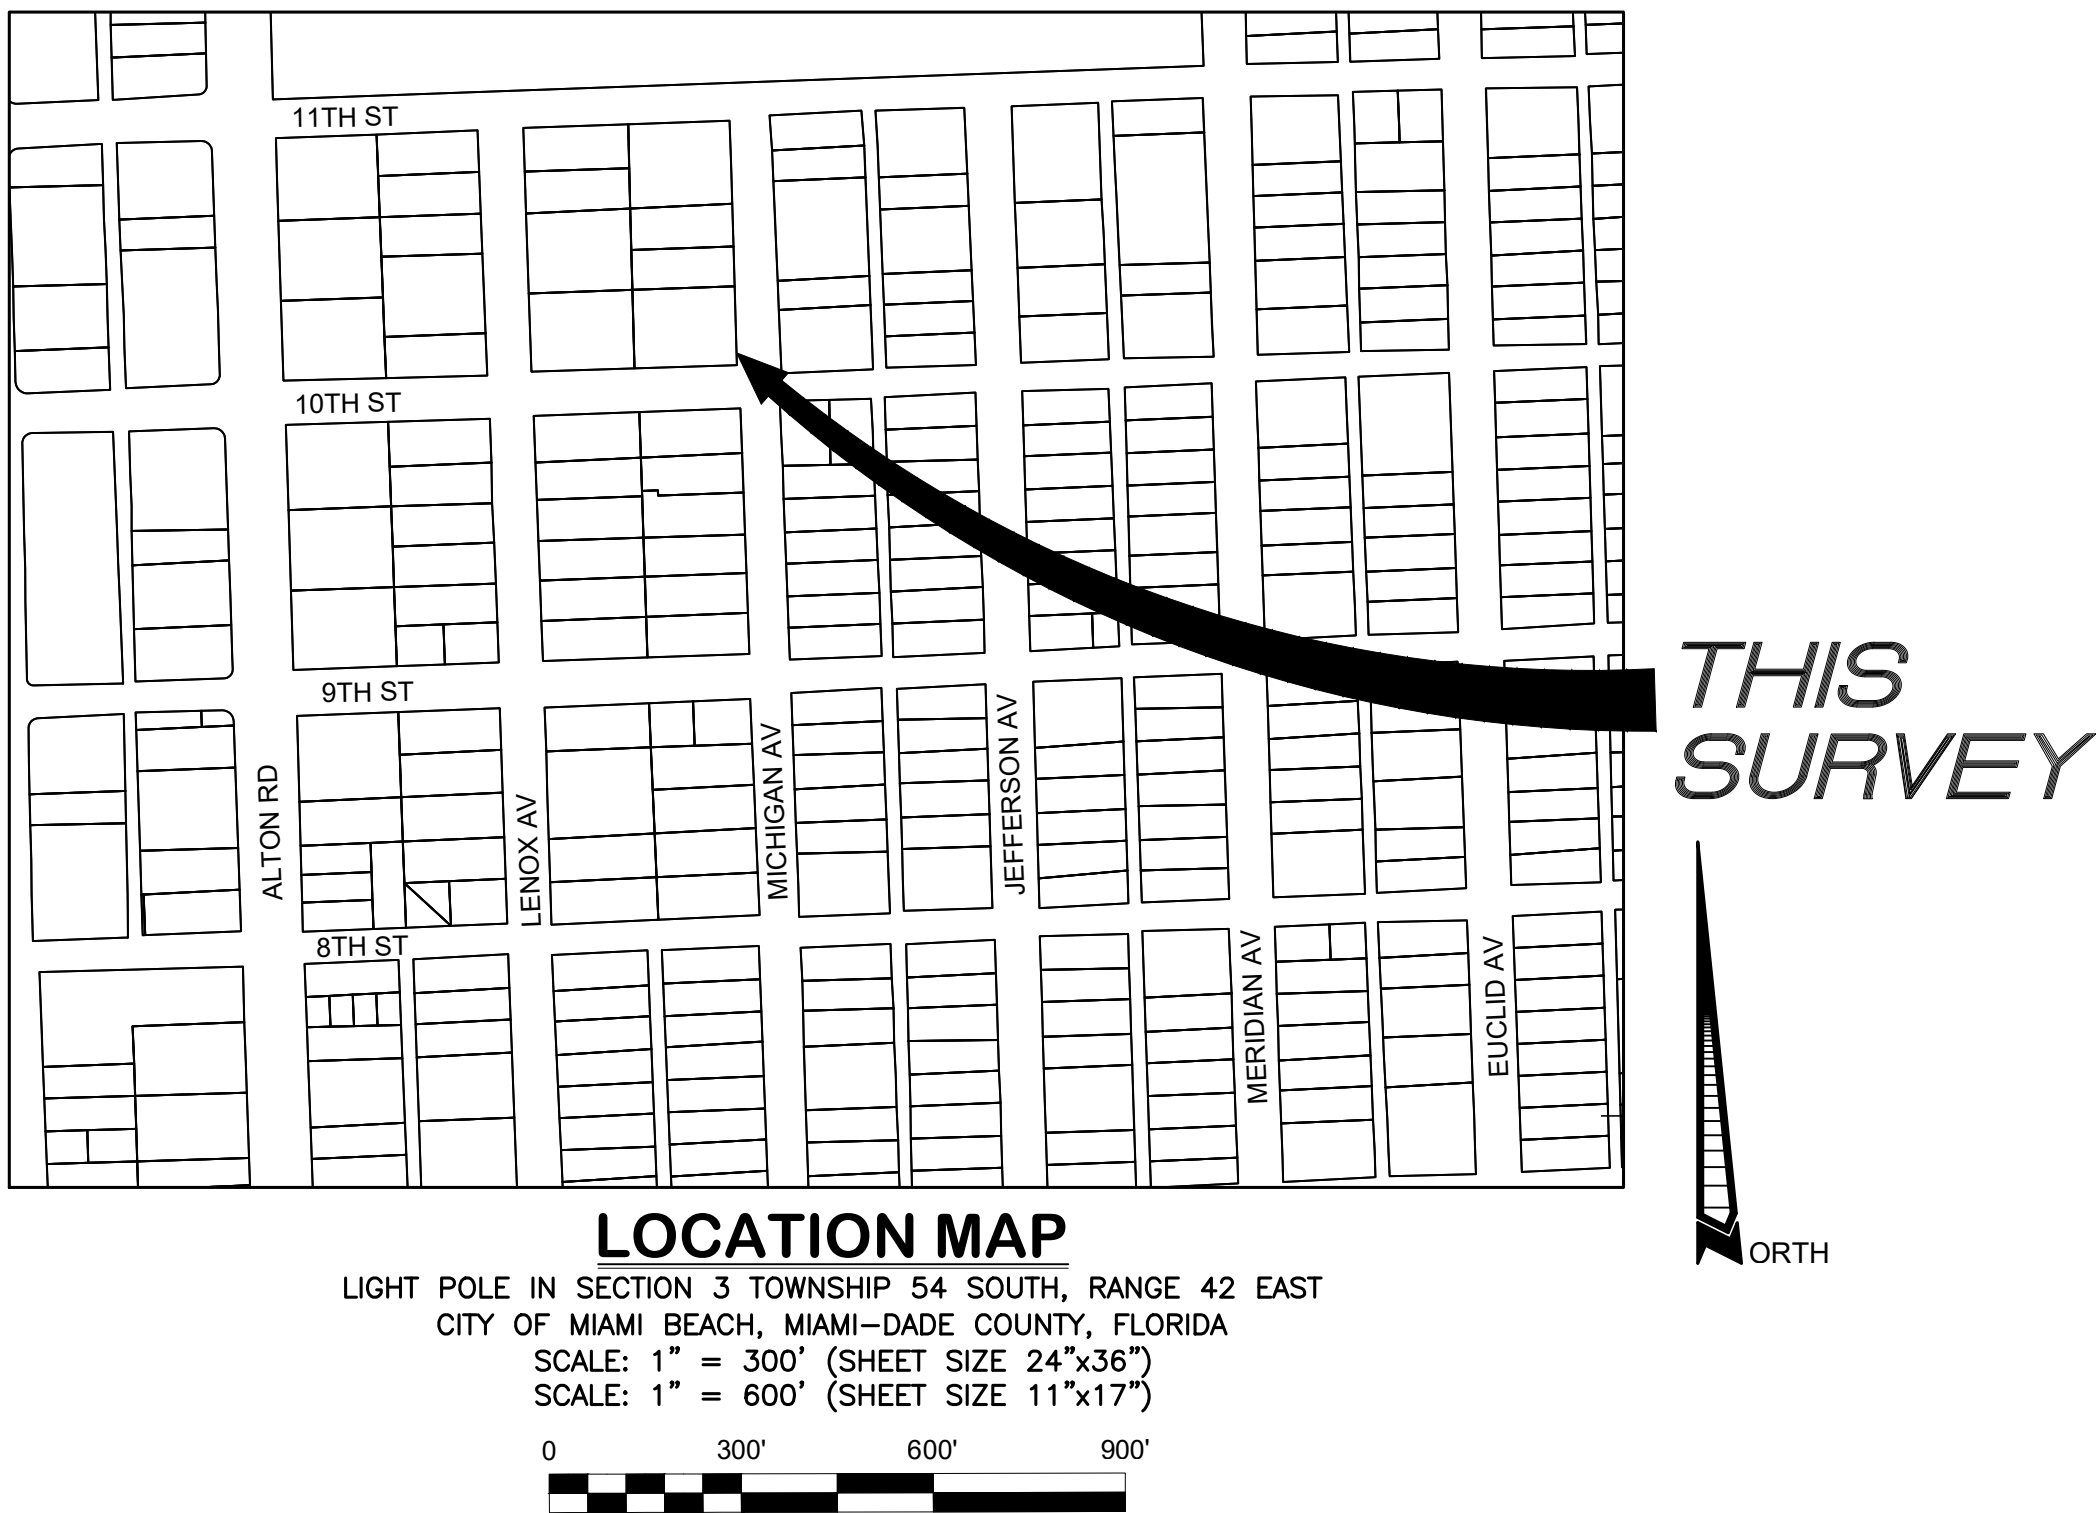 11TH ST
10TH ST
9TH ST
8TH ST
ALTON RD
LENOX AV
MICHIGAN AV
JEFFERSON AV
MERIDIAN AV
EUCLID AV
THIS
SURVEY
ORTH
LOCATION MAP
LIGHT POLE IN SECTION 3 TOWNSHIP 54 SOUTH, RANGE 42 EAST
CITY OF MIAMI BEACH, MIAMI-DADE COUNTY, FLORIDA
SCALE: 1" = 300' (SHEET SIZE 24"x36")
SCALE: 1" = 600' (SHEET SIZE 11"x17")
0 300' 600' 900'